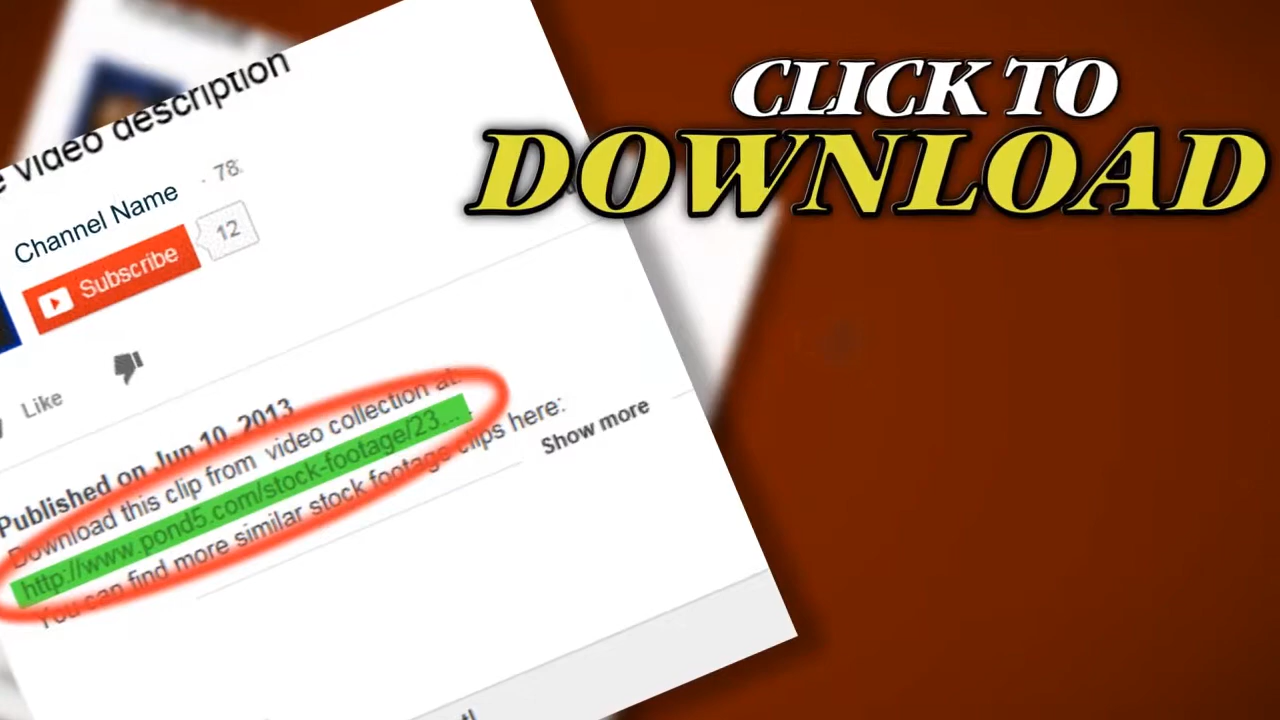 CLICK TO
DOWNLOAD
e video description
Channel Name
78
Subscribe
12
Like
Published on Jun 10, 2013
Download this clip from video collection at
http://www.pond5.com/stock-footage/23... .
You can find more similar stock footage clips here:
Show more